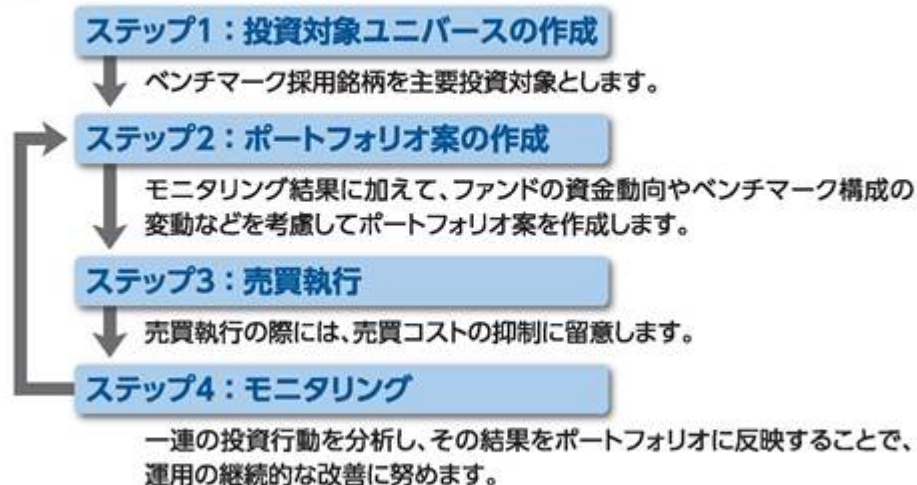 ステップ1：投資対象ユニバースの作成
ベンチマーク採用銘柄を主要投資対象とします。
ステップ2：ポートフォリオ案の作成
モニタリング結果に加えて、ファンドの資金動向やベンチマーク構成の
変動などを考慮してポートフォリオ案を作成します。
ステップ3：売買執行
売買執行の際には、売買コストの抑制に留意します。
ステップ4：モニタリング
一連の投資行動を分析し、その結果をポートフォリオに反映することで、
運用の継続的な改善に努めます。